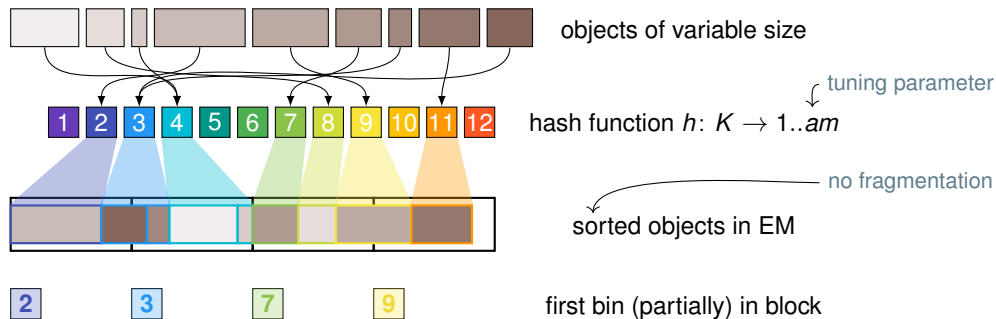 objects of variable size
tuning parameter
1 2 3 4 5 6 7 8 9 10 11 12
hash function h: K → 1..am
no fragmentation
sorted objects in EM
2 3 7 9
first bin (partially) in block